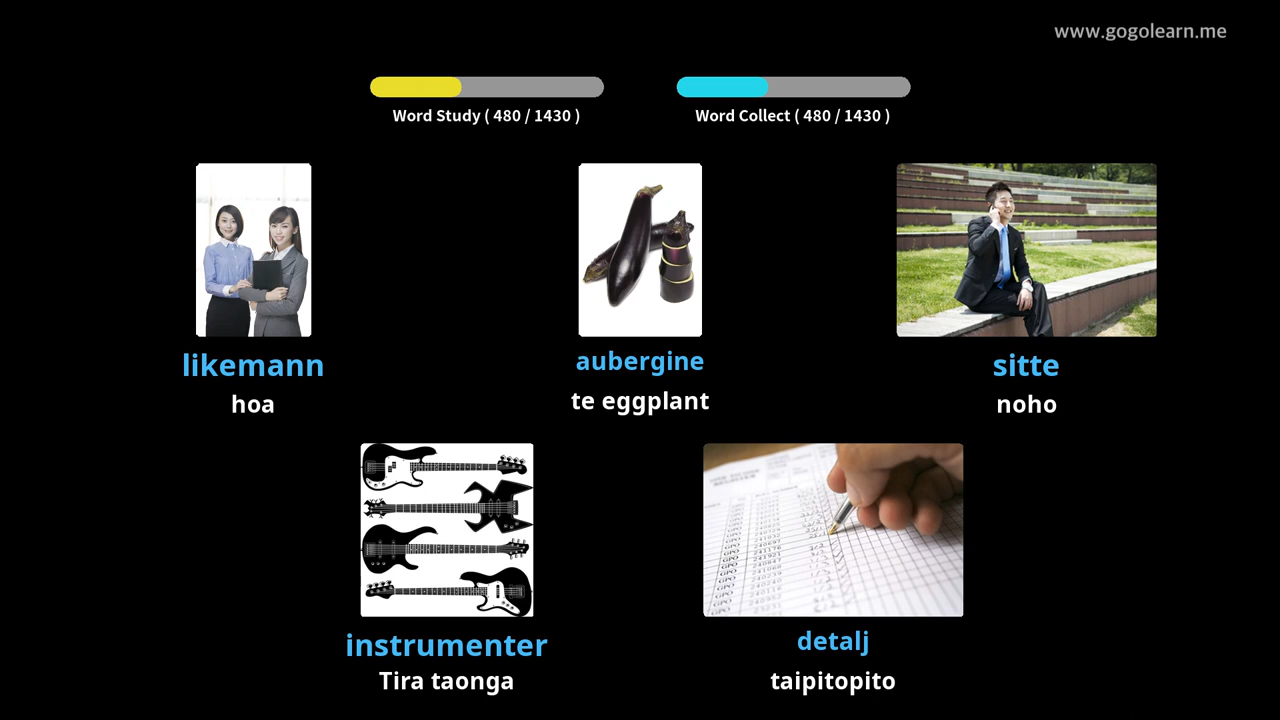 www.gogolearn.me
Word Study ( 480 / 1430 )
Word Collect ( 480 / 1430 )
likemann
hoa
aubergine
te eggplant
sitte
noho
instrumenter
Tira taonga
detalj
taipitopito